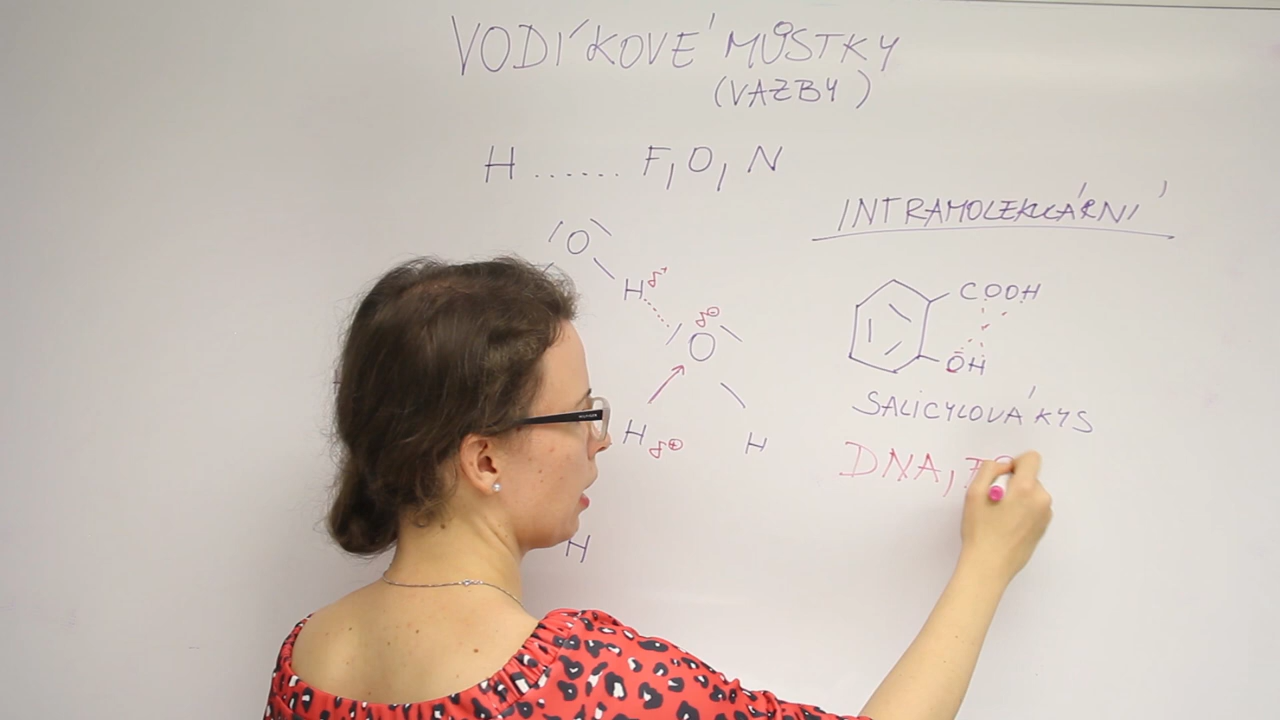 VODÍKOVÉ MŮSTKY
(VAZBY)
H ...... F, O, N
O
H δ+
δ⊖
O
H δ⊕
H
H
INTRAMOLEKULÁRNÍ
COOH
OH
SALICYLOVÁ KYS
DNA,